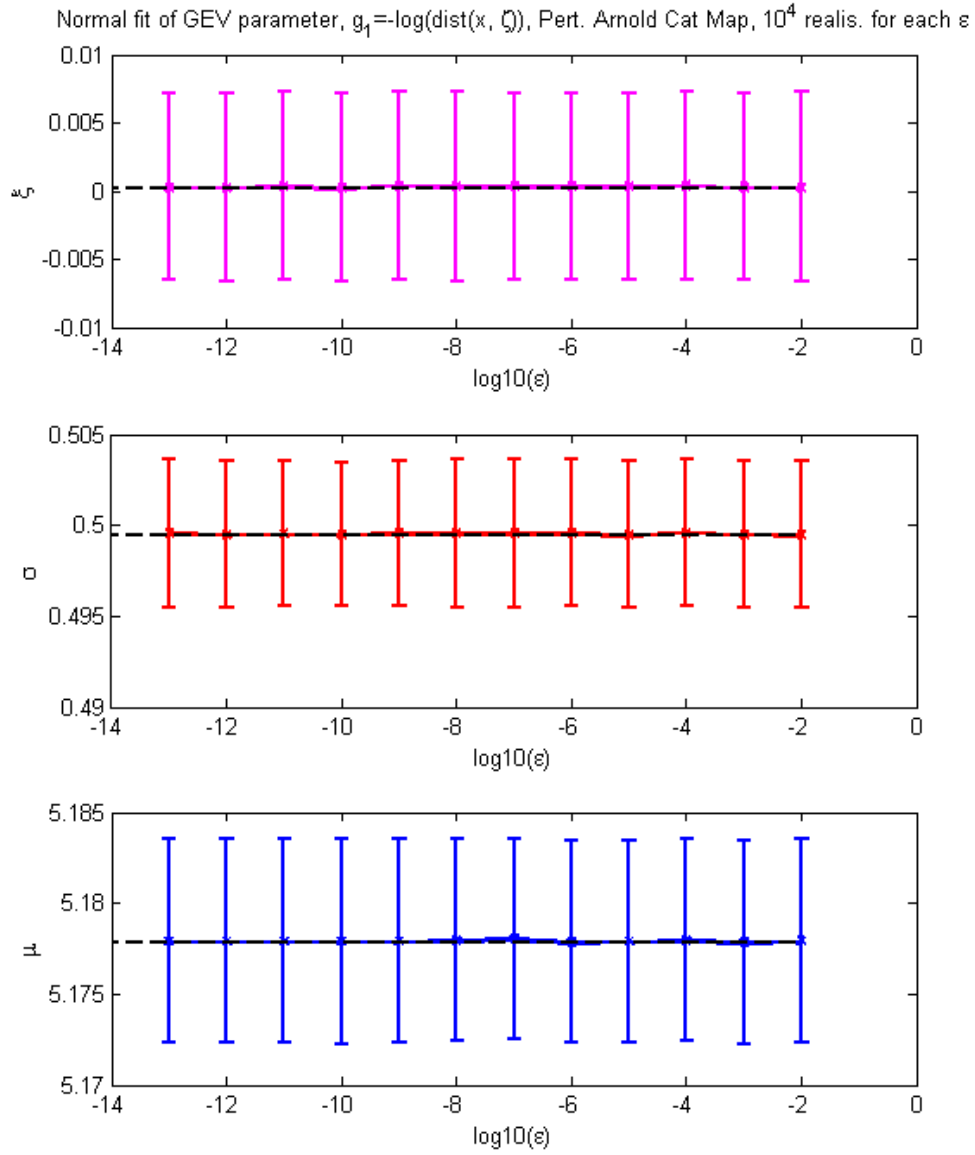 Normal fit of GEV parameter, g₁=-log(dist(x, ζ)), Pert. Arnold Cat Map, 10⁴ realis. for each ε
0.01
0.005
0
-0.005
-0.01
ξ
-14 -12 -10 -8 -6 -4 -2 0
log10(ε)
0.505
0.5
0.495
0.49
σ
-14 -12 -10 -8 -6 -4 -2 0
log10(ε)
5.185
5.18
5.175
5.17
μ
-14 -12 -10 -8 -6 -4 -2 0
log10(ε)